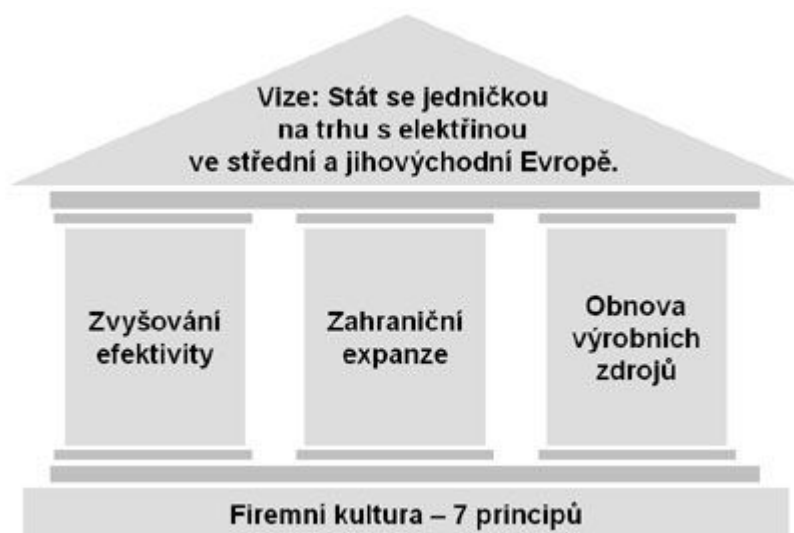 Vize: Stát se jedničkou
na trhu s elektřinou
ve střední a jihovýchodní Evropě.
Zvyšování
efektivity
Zahraniční
expanze
Obnova
výrobních
zdrojů
Firemní kultura – 7 principů